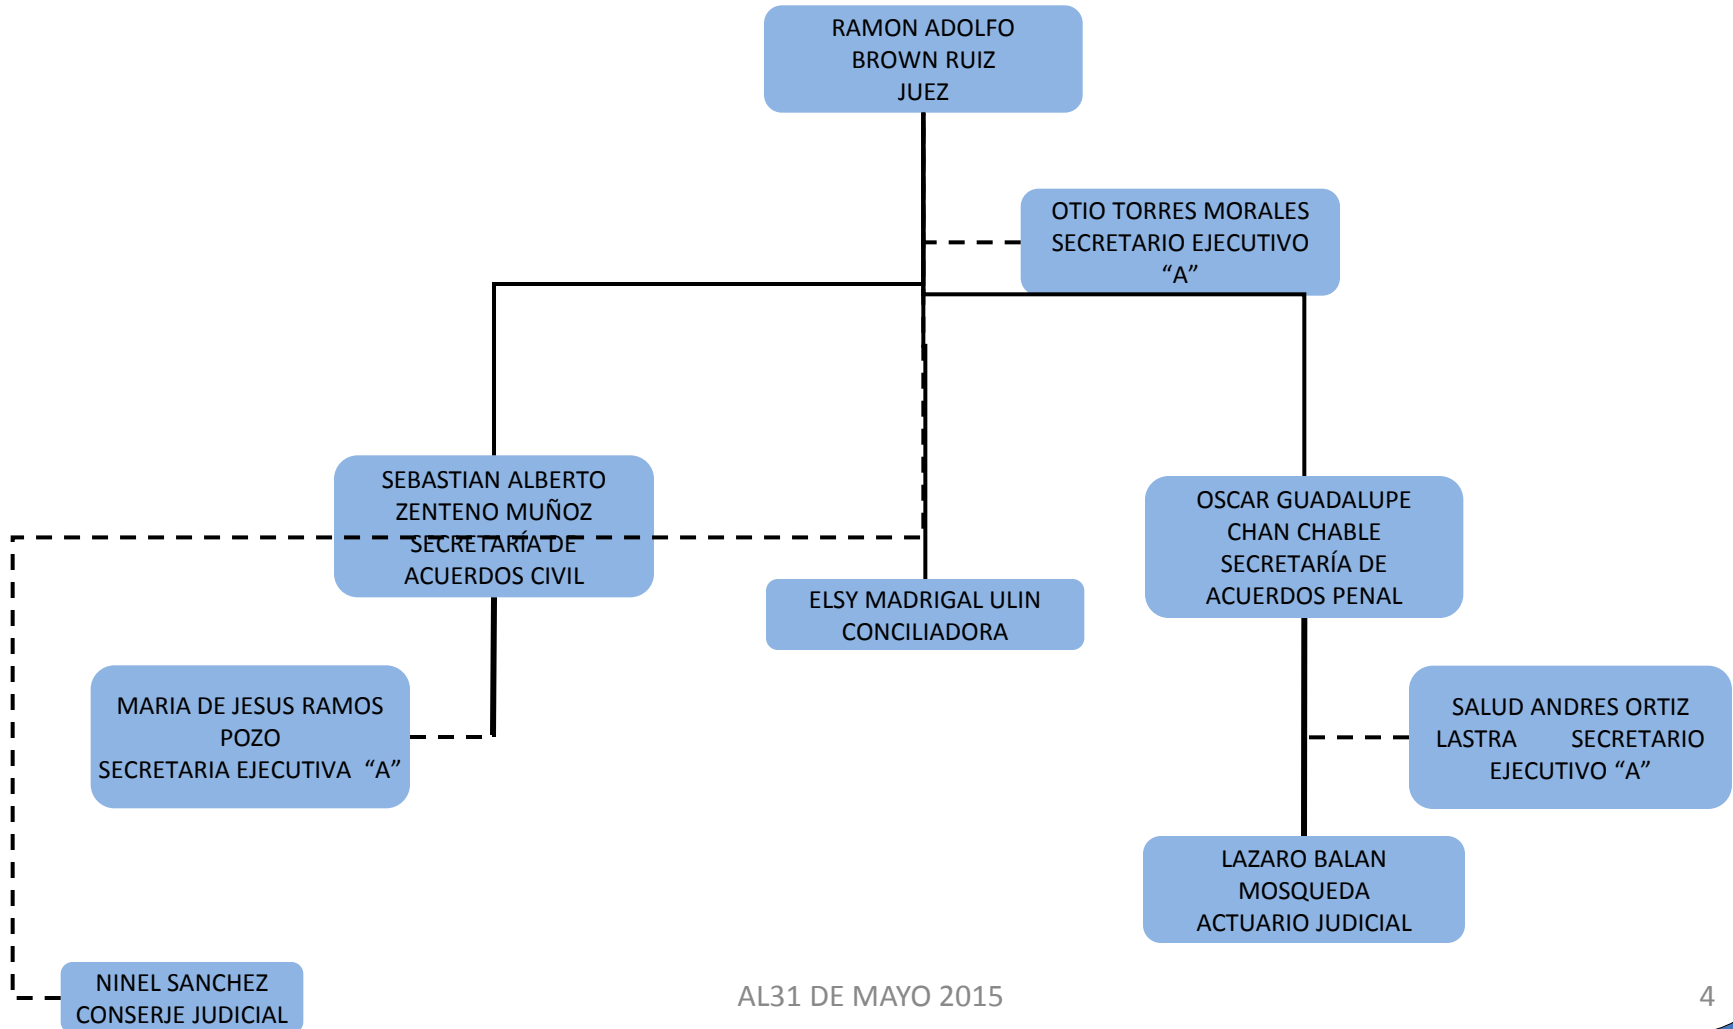 RAMON ADOLFO
BROWN RUIZ
JUEZ
OTIO TORRES MORALES
SECRETARIO EJECUTIVO
“A”
SEBASTIAN ALBERTO
ZENTENO MUÑOZ
SECRETARÍA DE
ACUERDOS CIVIL
OSCAR GUADALUPE
CHAN CHABLE
SECRETARÍA DE
ACUERDOS PENAL
ELSY MADRIGAL ULIN
CONCILIADORA
MARIA DE JESUS RAMOS
POZO
SECRETARIA EJECUTIVA “A”
SALUD ANDRES ORTIZ
LASTRA SECRETARIO
EJECUTIVO “A”
LAZARO BALAN
MOSQUEDA
ACTUARIO JUDICIAL
NINEL SANCHEZ
CONSERJE JUDICIAL
AL31 DE MAYO 2015
4